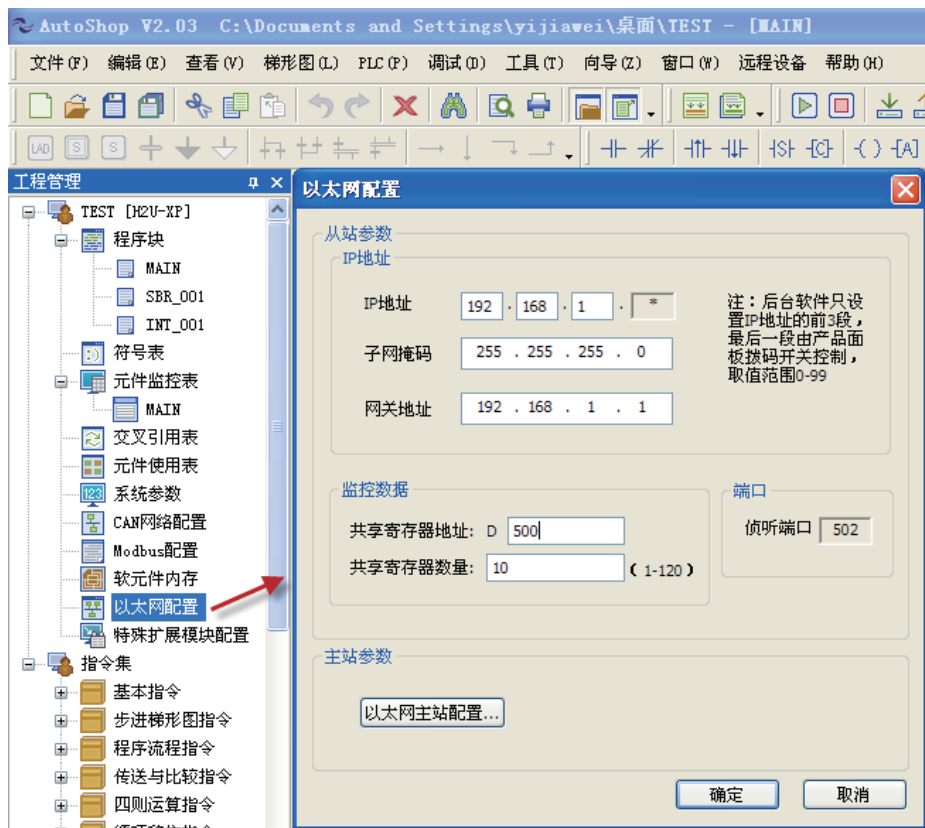 AutoShop V2.03 C:\Documents and Settings\yijiawei\桌面\TEST - [MAIN]
文件(F) 编辑(E) 查看(V) 梯形图(L) PLC(P) 调试(D) 工具(T) 向导(Z) 窗口(W) 远程设备 帮助(H)
LAD S S
工程管理
TEST [H2U-XP]
程序块
MAIN
SBR_001
INT_001
符号表
元件监控表
MAIN
交叉引用表
元件使用表
系统参数
CAN网络配置
Modbus配置
软元件内存
以太网配置
特殊扩展模块配置
指令集
基本指令
步进梯形图指令
程序流程指令
传送与比较指令
四则运算指令
以太网配置
从站参数
IP地址
IP地址 192 . 168 . 1 . *
子网掩码 255 . 255 . 255 . 0
网关地址 192 . 168 . 1 . 1
注：后台软件只设
置IP地址的前3段，
最后一段由产品面
板拨码开关控制，
取值范围0-99
监控数据
共享寄存器地址: D 500
共享寄存器数量: 10 (1-120)
端口
侦听端口 502
主站参数
以太网主站配置...
确定 取消